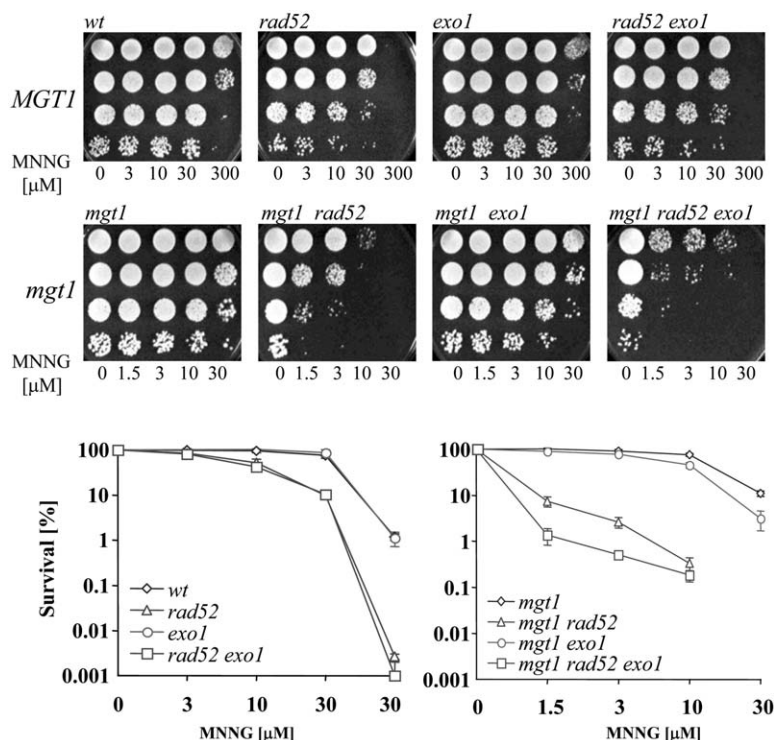 wt rad52 exo1 rad52 exo1
MGT1
MNNG
[µM]
0 3 10 30 300 0 3 10 30 300 0 3 10 30 300 0 3 10 30 300
mgt1 mgt1 rad52 mgt1 exo1 mgt1 rad52 exo1
mgt1
MNNG
[µM]
0 1.5 3 10 30 0 1.5 3 10 30 0 1.5 3 10 30 0 1.5 3 10 30
Survival [%]
100
10
1
0.1
0.01
0.001
wt
rad52
exo1
rad52 exo1
0 3 10 30 30
MNNG [µM]
100
10
1
0.1
0.01
0.001
mgt1
mgt1 rad52
mgt1 exo1
mgt1 rad52 exo1
0 1.5 3 10 30
MNNG [µM]